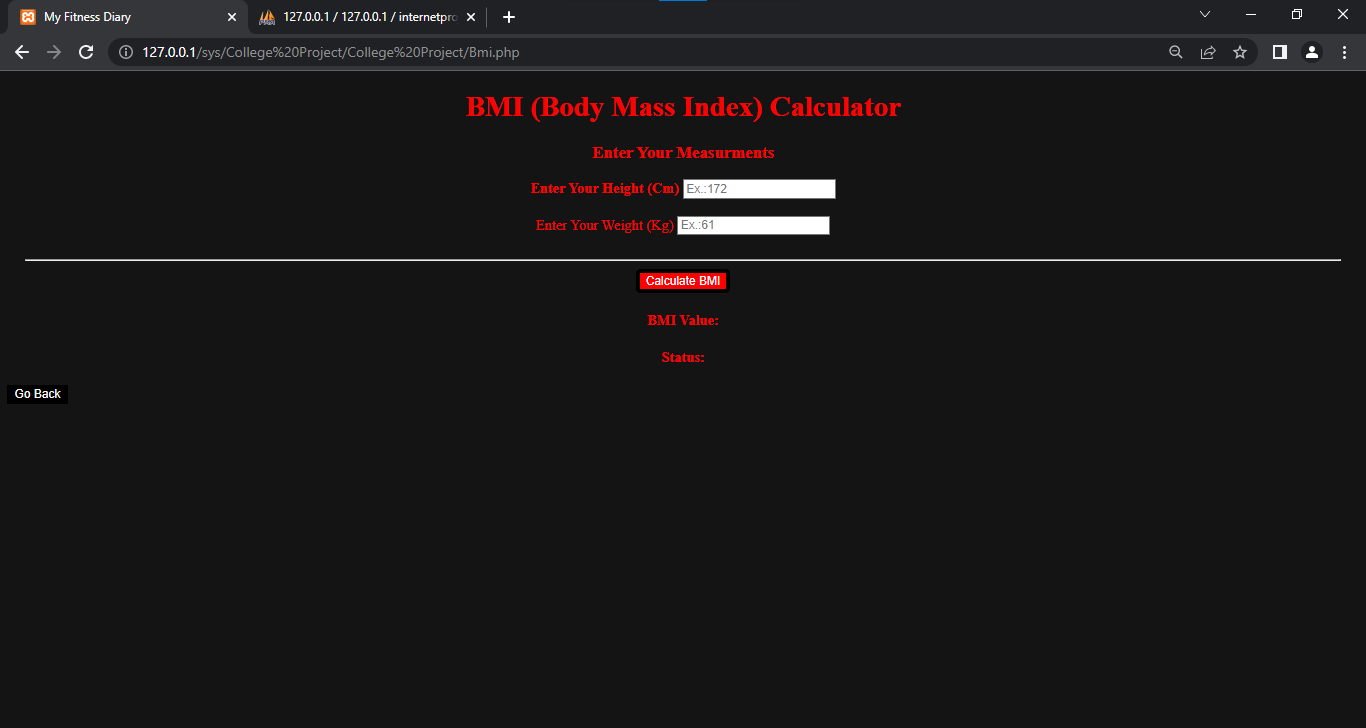 My Fitness Diary
127.0.0.1 / 127.0.0.1 / internetpro
127.0.0.1/sys/College%20Project/College%20Project/Bmi.php
BMI (Body Mass Index) Calculator
Enter Your Measurments
Enter Your Height (Cm) Ex.:172
Enter Your Weight (Kg) Ex.:61
Calculate BMI
BMI Value:
Status:
Go Back